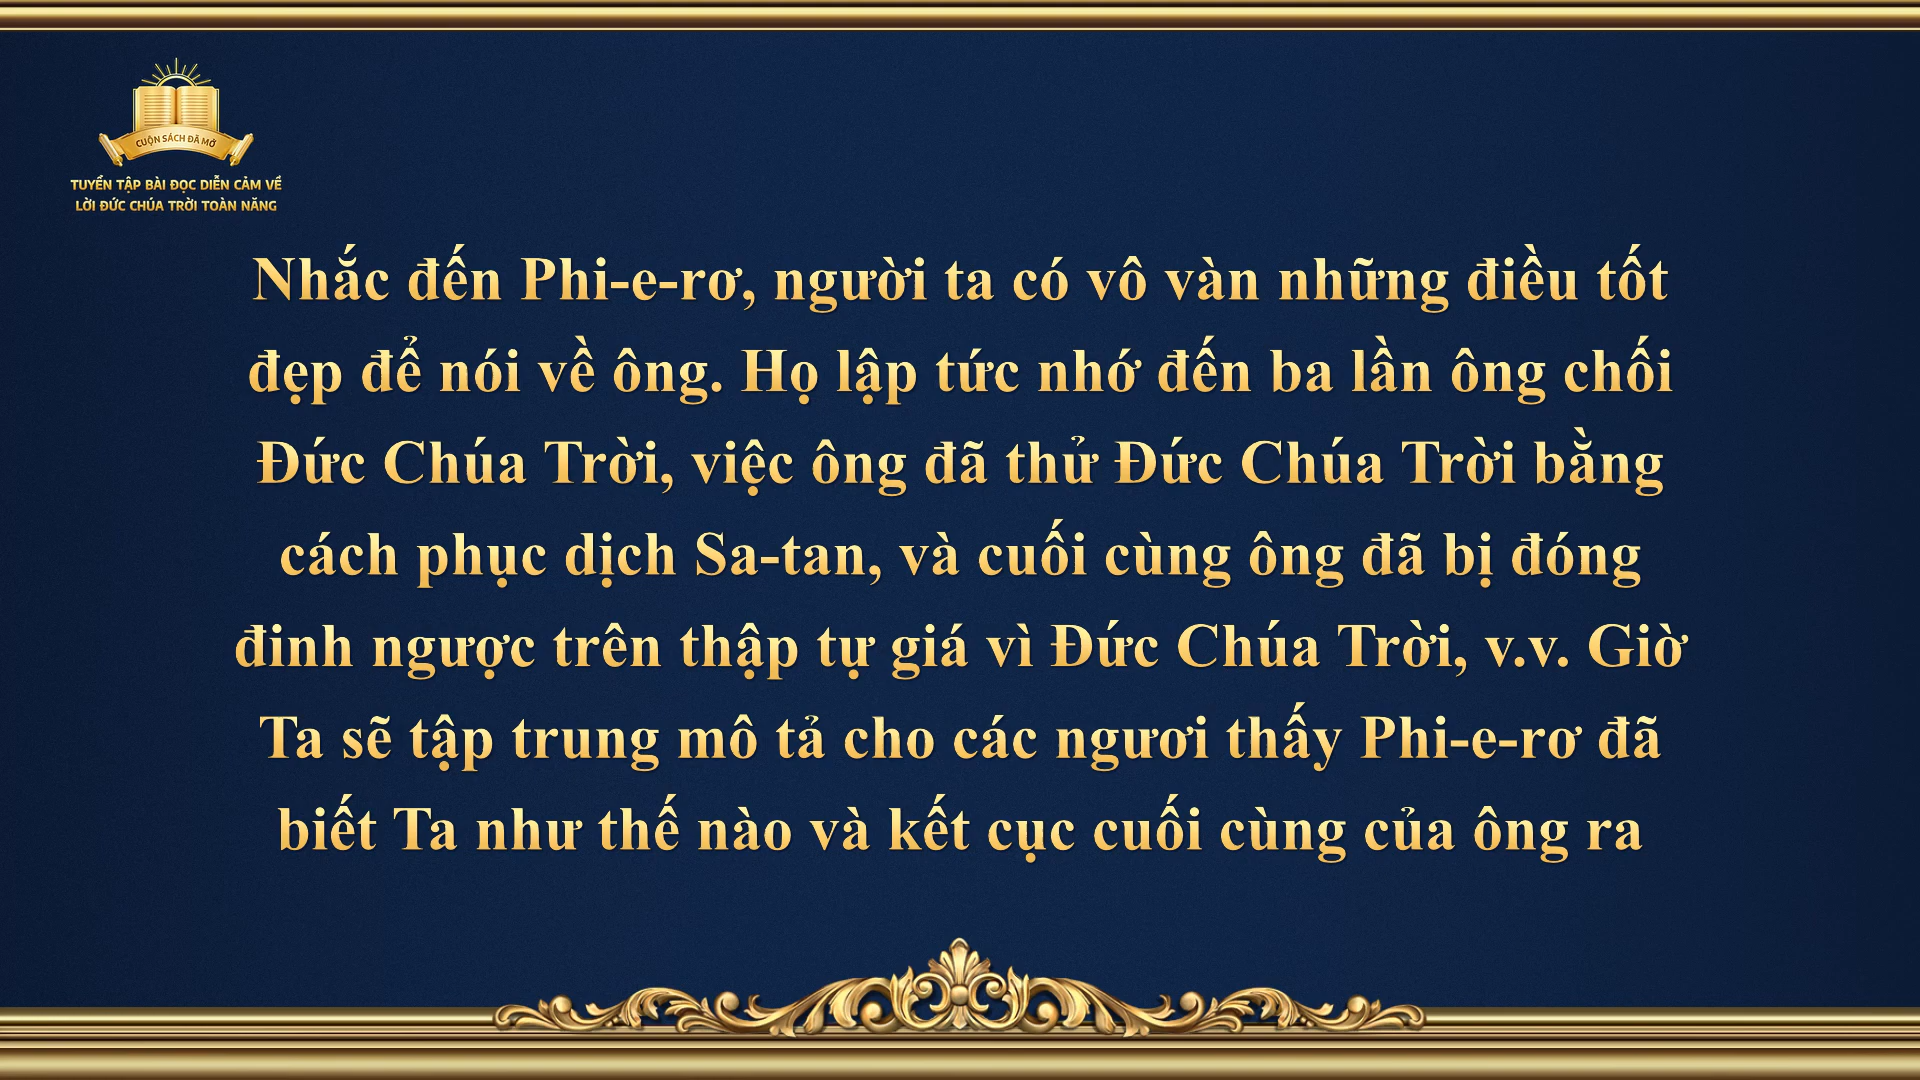 CUỘN SÁCH ĐÃ MỞ
TUYỂN TẬP BÀI ĐỌC DIỄN CẢM VỀ
LỜI ĐỨC CHÚA TRỜI TOÀN NĂNG
Nhắc đến Phi-e-rơ, người ta có vô vàn những điều tốt
đẹp để nói về ông. Họ lập tức nhớ đến ba lần ông chối
Đức Chúa Trời, việc ông đã thử Đức Chúa Trời bằng
cách phục dịch Sa-tan, và cuối cùng ông đã bị đóng
đinh ngược trên thập tự giá vì Đức Chúa Trời, v.v. Giờ
Ta sẽ tập trung mô tả cho các ngươi thấy Phi-e-rơ đã
biết Ta như thế nào và kết cục cuối cùng của ông ra